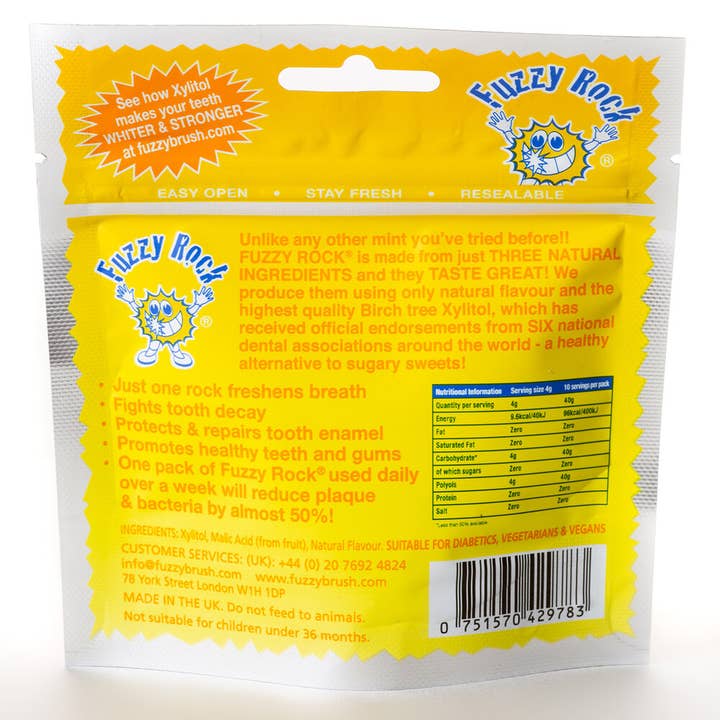 See how Xylitol
makes your teeth
WHITER & STRONGER
at fuzzybrush.com
Fuzzy Rock
®
EASY OPEN • STAY FRESH • RESEALABLE
Fuzzy Rock
®
Unlike any other mint you've tried before!!
FUZZY ROCK® is made from just THREE NATURAL
INGREDIENTS and they TASTE GREAT! We
produce them using only natural flavour and the
highest quality Birch tree Xylitol, which has
received official endorsements from SIX national
dental associations around the world - a healthy
alternative to sugary sweets!
• Just one rock freshens breath
• Fights tooth decay
• Protects & repairs tooth enamel
• Promotes healthy teeth and gums
• One pack of Fuzzy Rock® used daily
over a week will reduce plaque
& bacteria by almost 50%!
Nutritional Information Serving size 4g 10 servings per pack
Quantity per serving 4g 40g
Energy 9.6kcal/40kJ 96kcal/400kJ
Fat Zero Zero
Saturated Fat Zero Zero
Carbohydrate* 4g 40g
of which sugars Zero Zero
Polyols 4g 40g
Protein Zero Zero
Salt Zero Zero
*Less than 50% available
INGREDIENTS: Xylitol, Malic Acid (from fruit), Natural Flavour. SUITABLE FOR DIABETICS, VEGETARIANS & VEGANS
CUSTOMER SERVICES: (UK): +44 (0) 20 7692 4824
info@fuzzybrush.com / www.fuzzybrush.com
78 York Street London W1H 1DP
MADE IN THE UK. Do not feed to animals.
Not suitable for children under 36 months.
0 751570 429783